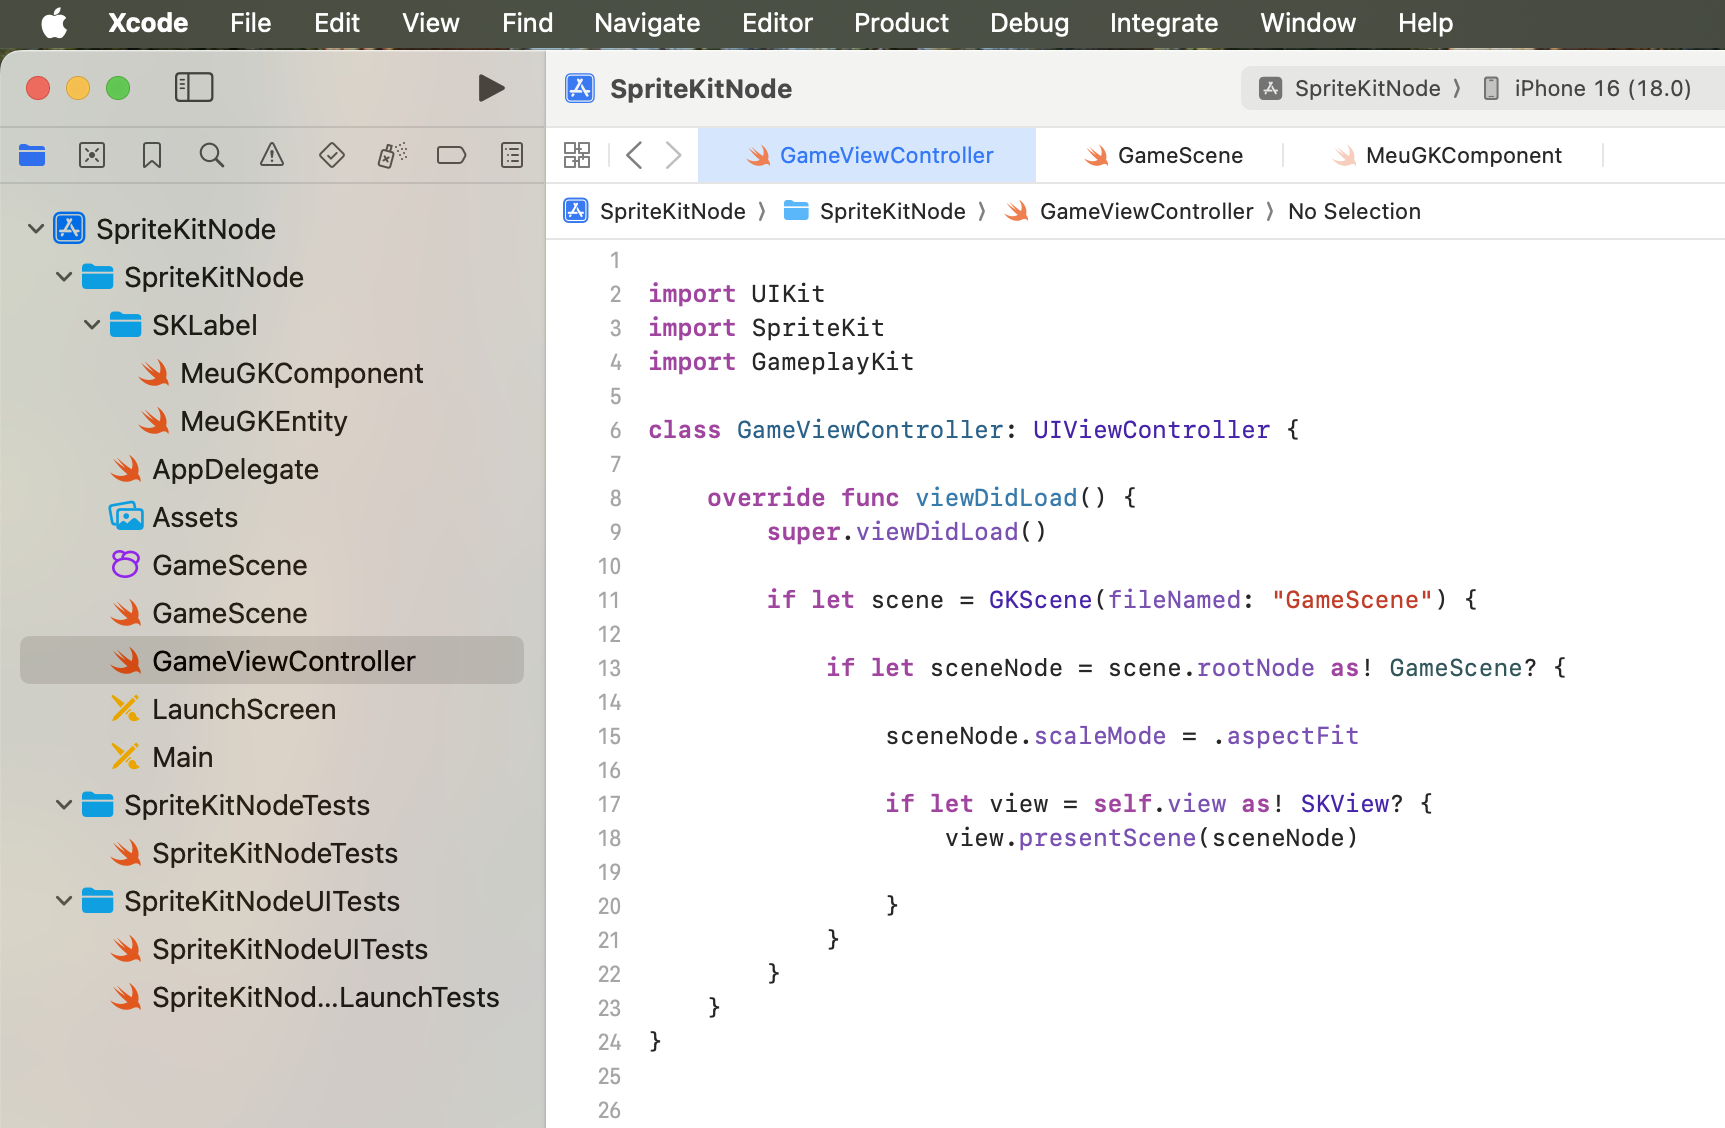 Xcode File Edit View Find Navigate Editor Product Debug Integrate Window Help
SpriteKitNode
SpriteKitNode
SKLabel
MeuGKComponent
MeuGKEntity
AppDelegate
Assets
GameScene
GameScene
GameViewController
LaunchScreen
Main
SpriteKitNodeTests
SpriteKitNodeTests
SpriteKitNodeUITests
SpriteKitNodeUITests
SpriteKitNod...LaunchTests
SpriteKitNode SpriteKitNode 〉 iPhone 16 (18.0)
GameViewController GameScene MeuGKComponent
SpriteKitNode 〉 SpriteKitNode 〉 GameViewController 〉 No Selection
1
2 import UIKit
3 import SpriteKit
4 import GameplayKit
5
6 class GameViewController: UIViewController {
7
8     override func viewDidLoad() {
9         super.viewDidLoad()
10
11         if let scene = GKScene(fileNamed: "GameScene") {
12
13             if let sceneNode = scene.rootNode as! GameScene? {
14
15                 sceneNode.scaleMode = .aspectFit
16
17                 if let view = self.view as! SKView? {
18                     view.presentScene(sceneNode)
19
20                 }
21             }
22         }
23     }
24 }
25
26